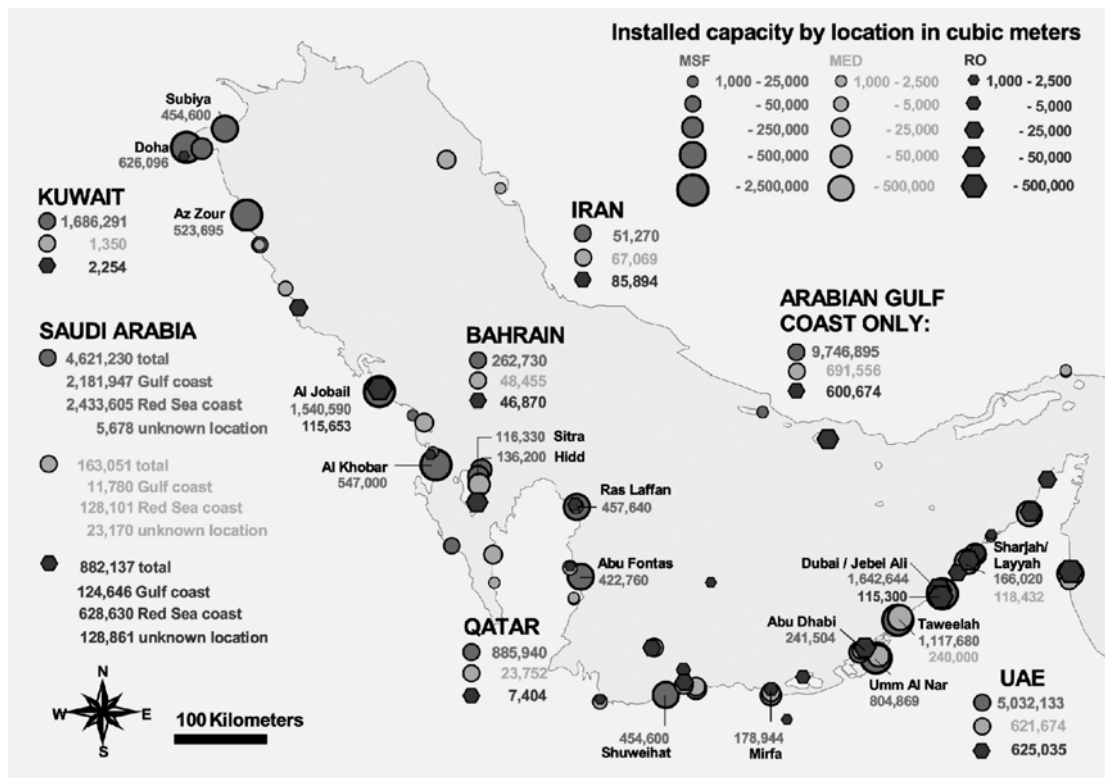 Installed capacity by location in cubic meters
MSF
1,000 - 25,000
- 50,000
- 250,000
- 500,000
- 2,500,000
MED
1,000 - 2,500
- 5,000
- 25,000
- 50,000
- 500,000
RO
1,000 - 2,500
- 5,000
- 25,000
- 50,000
- 500,000
Subiya
454,600
Doha
626,096
KUWAIT
1,686,291
1,350
2,254
Az Zour
523,695
IRAN
51,270
67,069
85,894
ARABIAN GULF
COAST ONLY:
9,746,895
691,556
600,674
SAUDI ARABIA
4,621,230 total
2,181,947 Gulf coast
2,433,605 Red Sea coast
5,678 unknown location
163,051 total
11,780 Gulf coast
128,101 Red Sea coast
23,170 unknown location
882,137 total
124,646 Gulf coast
628,630 Red Sea coast
128,861 unknown location
BAHRAIN
262,730
48,455
46,870
Al Jobail
1,540,590
115,653
116,330 Sitra
136,200 Hidd
Al Khobar
547,000
Ras Laffan
457,640
Abu Fontas
422,760
QATAR
885,940
23,752
7,404
Sharjah/
Layyah
166,020
118,432
Dubai / Jebel Ali
1,642,644
115,300
Abu Dhabi
241,504
Taweelah
1,117,680
240,000
Umm Al Nar
804,869
UAE
5,032,133
621,674
625,035
454,600
Shuweihat
178,944
Mirfa
N
W
E
S
100 Kilometers